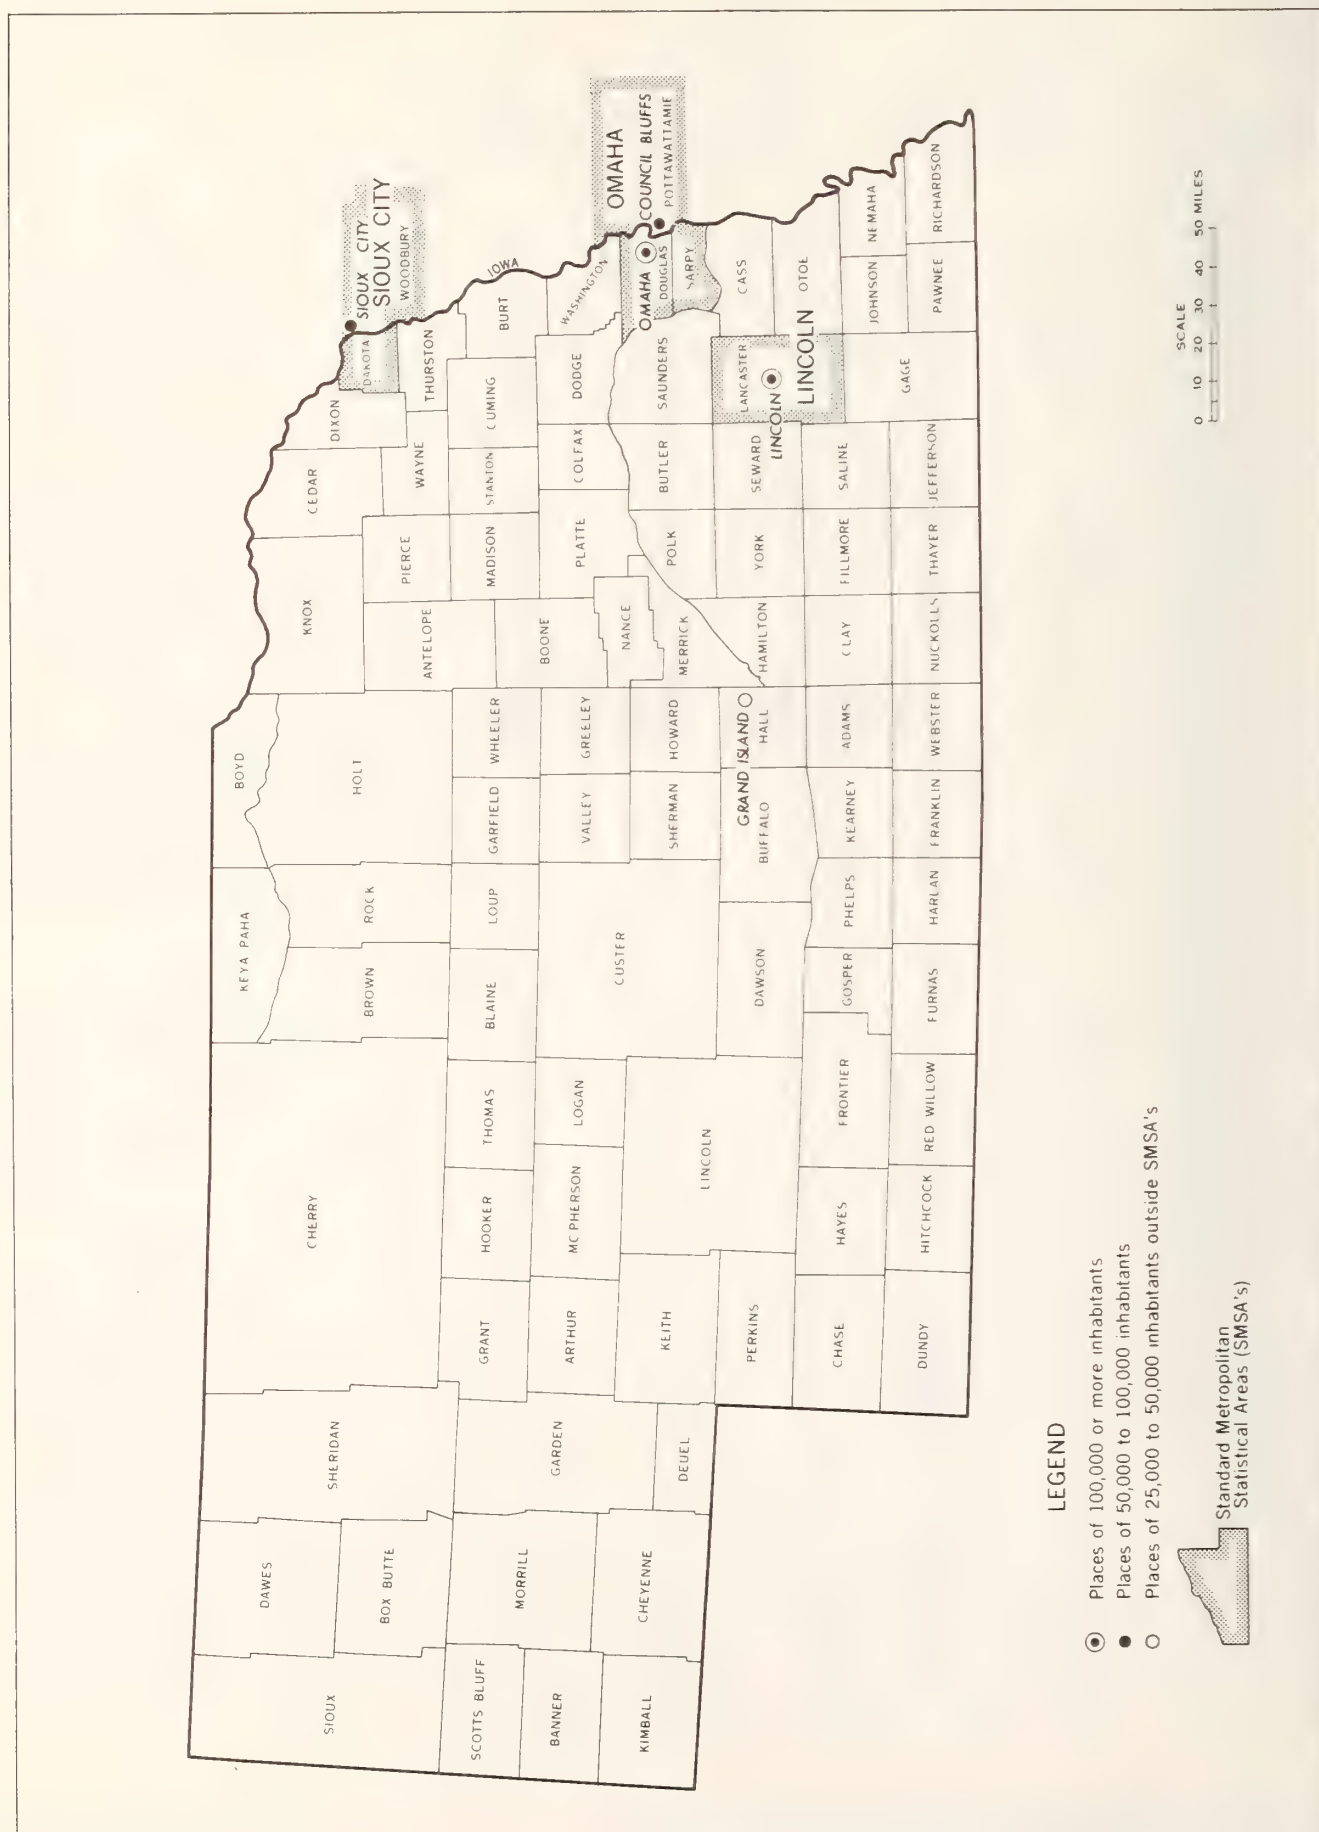 SIOUX
DAWES
BOX BUTTE
SHERIDAN
SCOTTS BLUFF
BANNER
KIMBALL
MORRILL
CHEYENNE
GARDEN
DEUEL
CHERRY
GRANT
HOOKER
THOMAS
ARTHUR
MC PHERSON
LOGAN
KEITH
LINCOLN
PERKINS
CHASE
HAYES
FRONTIER
DUNDY
HITCHCOCK
RED WILLOW
KEYA PAHA
BOYD
BROWN
ROCK
HOLT
BLAINE
LOUP
GARFIELD
WHEELER
CUSTER
VALLEY
GREELEY
SHERMAN
HOWARD
DAWSON
BUFFALO
GRAND ISLAND
HALL
GOSPER
PHELPS
KEARNEY
ADAMS
FURNAS
HARLAN
FRANKLIN
WEBSTER
KNOX
CEDAR
DIXON
DAKOTA
SIOUX CITY
SIOUX CITY
WOODBURY
ANTELOPE
PIERCE
WAYNE
THURSTON
IOWA
BOONE
MADISON
STANTON
CUMING
BURT
NANCE
PLATTE
COLFAX
DODGE
WASHINGTON
OMAHA
MERRICK
POLK
BUTLER
SAUNDERS
OMAHA
DOUGLAS
SARPY
COUNCIL BLUFFS
POTTAWATTAMIE
HAMILTON
YORK
SEWARD
LANCASTER
LINCOLN
LINCOLN
CASS
OTOE
CLAY
FILLMORE
SALINE
GAGE
JOHNSON
NEMAHA
NUCKOLLS
THAYER
JEFFERSON
PAWNEE
RICHARDSON
LEGEND
Places of 100,000 or more inhabitants
Places of 50,000 to 100,000 inhabitants
Places of 25,000 to 50,000 inhabitants outside SMSA's
Standard Metropolitan
Statistical Areas (SMSA's)
SCALE
0 10 20 30 40 50 MILES